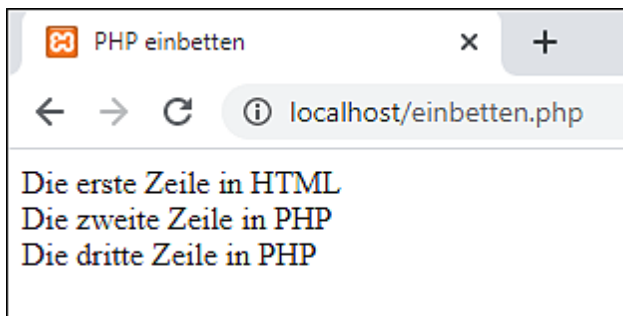 PHP einbetten
localhost/einbetten.php
Die erste Zeile in HTML
Die zweite Zeile in PHP
Die dritte Zeile in PHP